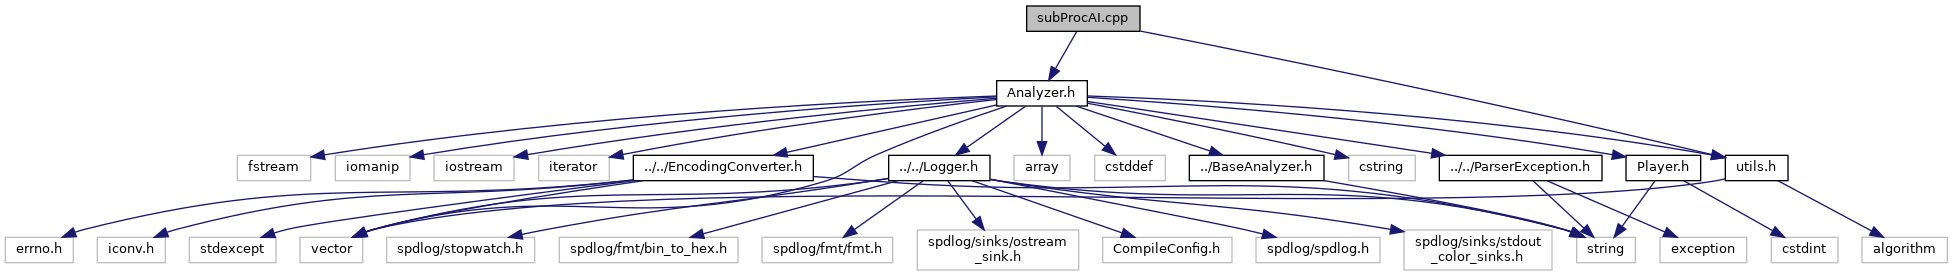 subProcAI.cpp
Analyzer.h
fstream
iomanip
iostream
iterator
../../EncodingConverter.h
../../Logger.h
array
cstddef
../BaseAnalyzer.h
cstring
../../ParserException.h
Player.h
utils.h
errno.h
iconv.h
stdexcept
vector
spdlog/stopwatch.h
spdlog/fmt/bin_to_hex.h
spdlog/fmt/fmt.h
spdlog/sinks/ostream
_sink.h
CompileConfig.h
spdlog/spdlog.h
spdlog/sinks/stdout
_color_sinks.h
string
exception
cstdint
algorithm